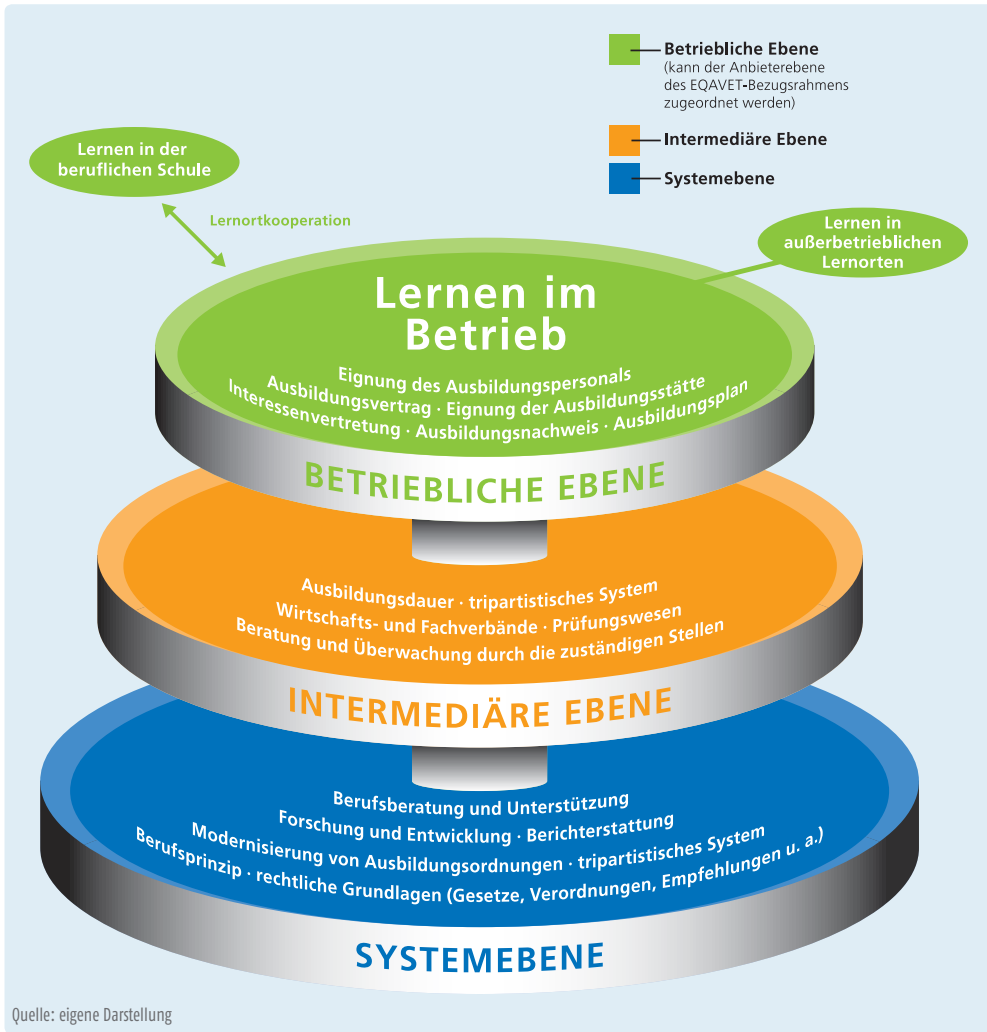 Betriebliche Ebene
(kann der Anbieterebene
des EQAVET-Bezugsrahmens
zugeordnet werden)
Intermediäre Ebene
Systemebene
Lernen in der
beruflichen Schule
Lernortkooperation
Lernen in
außerbetrieblichen
Lernorten
Lernen im
Betrieb
Eignung des Ausbildungspersonals
Ausbildungsvertrag · Eignung der Ausbildungsstätte
Interessenvertretung · Ausbildungsnachweis · Ausbildungsplan
BETRIEBLICHE EBENE
Ausbildungsdauer · tripartistisches System
Wirtschafts- und Fachverbände · Prüfungswesen
Beratung und Überwachung durch die zuständigen Stellen
INTERMEDIÄRE EBENE
Berufsberatung und Unterstützung
Forschung und Entwicklung · Berichterstattung
Modernisierung von Ausbildungsordnungen · tripartistisches System
Berufsprinzip · rechtliche Grundlagen (Gesetze, Verordnungen, Empfehlungen u. a.)
SYSTEMEBENE
Quelle: eigene Darstellung